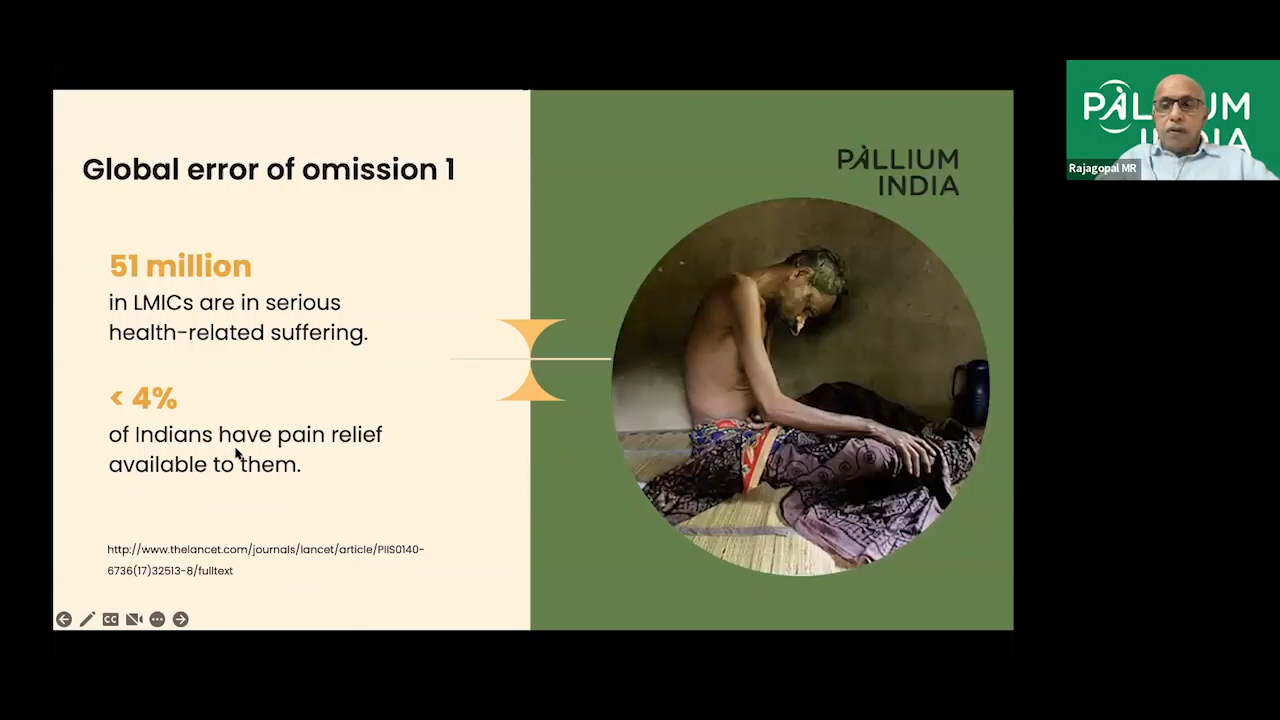 Global error of omission 1
51 million
in LMICs are in serious
health-related suffering.
< 4%
of Indians have pain relief
available to them.
http://www.thelancet.com/journals/lancet/article/PIIS0140-
6736(17)32513-8/fulltext
CC
PALLIUM
INDIA
PALLIUM
INDIA
Rajagopal MR